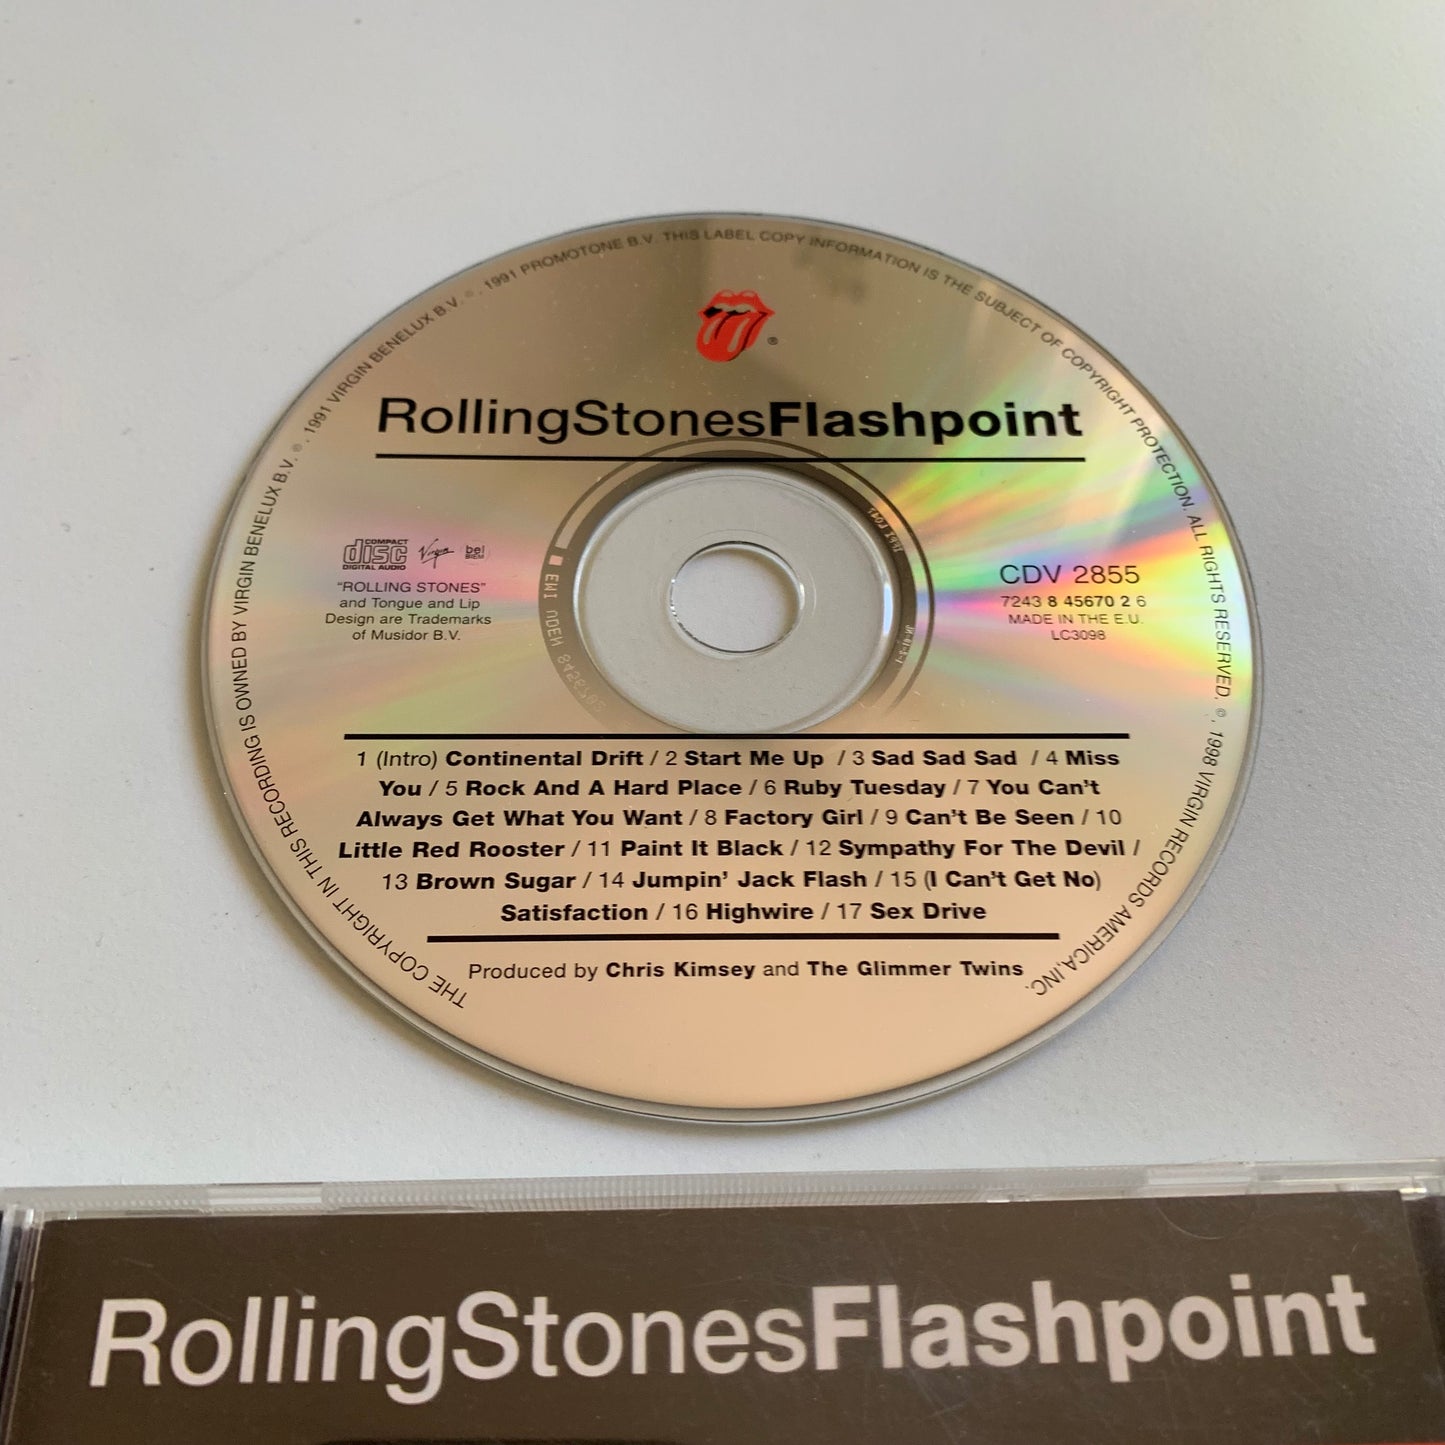 THE COPYRIGHT IN THIS RECORDING IS OWNED BY VIRGIN BENELUX B.V. ℗, 1991 VIRGIN BENELUX B.V. ©, 1991 PROMOTONE B.V. THIS LABEL COPY INFORMATION IS THE SUBJECT OF COPYRIGHT PROTECTION. ALL RIGHTS RESERVED. ©, 1998 VIRGIN RECORDS AMERICA, INC.
®
RollingStonesFlashpoint
COMPACT
disc
DIGITAL AUDIO
Virgin
bel
BIEM
"ROLLING STONES"
and Tongue and Lip
Design are Trademarks
of Musidor B.V.
CDV 2855
7243 8 45670 2 6
MADE IN THE E.U.
LC3098
EMI UDEN
1 (Intro) Continental Drift / 2 Start Me Up / 3 Sad Sad Sad / 4 Miss
You / 5 Rock And A Hard Place / 6 Ruby Tuesday / 7 You Can't
Always Get What You Want / 8 Factory Girl / 9 Can't Be Seen / 10
Little Red Rooster / 11 Paint It Black / 12 Sympathy For The Devil /
13 Brown Sugar / 14 Jumpin' Jack Flash / 15 (I Can't Get No)
Satisfaction / 16 Highwire / 17 Sex Drive
Produced by Chris Kimsey and The Glimmer Twins
RollingStonesFlashpoint